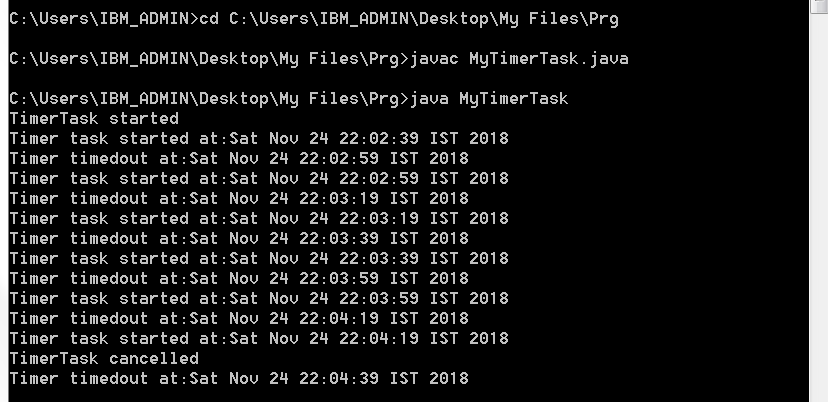 C:\Users\IBM_ADMIN>cd C:\Users\IBM_ADMIN\Desktop\My Files\Prg
C:\Users\IBM_ADMIN\Desktop\My Files\Prg>javac MyTimerTask.java
C:\Users\IBM_ADMIN\Desktop\My Files\Prg>java MyTimerTask
TimerTask started
Timer task started at:Sat Nov 24 22:02:39 IST 2018
Timer timedout at:Sat Nov 24 22:02:59 IST 2018
Timer task started at:Sat Nov 24 22:02:59 IST 2018
Timer timedout at:Sat Nov 24 22:03:19 IST 2018
Timer task started at:Sat Nov 24 22:03:19 IST 2018
Timer timedout at:Sat Nov 24 22:03:39 IST 2018
Timer task started at:Sat Nov 24 22:03:39 IST 2018
Timer timedout at:Sat Nov 24 22:03:59 IST 2018
Timer task started at:Sat Nov 24 22:03:59 IST 2018
Timer timedout at:Sat Nov 24 22:04:19 IST 2018
Timer task started at:Sat Nov 24 22:04:19 IST 2018
TimerTask cancelled
Timer timedout at:Sat Nov 24 22:04:39 IST 2018